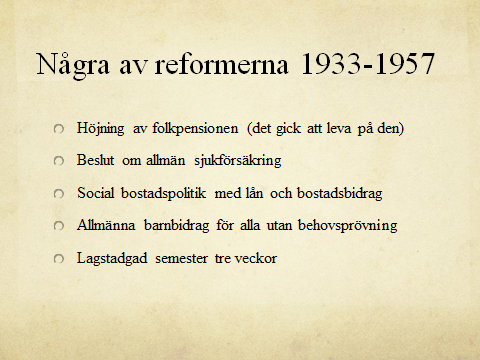 Några av reformerna 1933-1957
Höjning av folkpensionen (det gick att leva på den)
Beslut om allmän sjukförsäkring
Social bostadspolitik med lån och bostadsbidrag
Allmänna barnbidrag för alla utan behovsprövning
Lagstadgad semester tre veckor